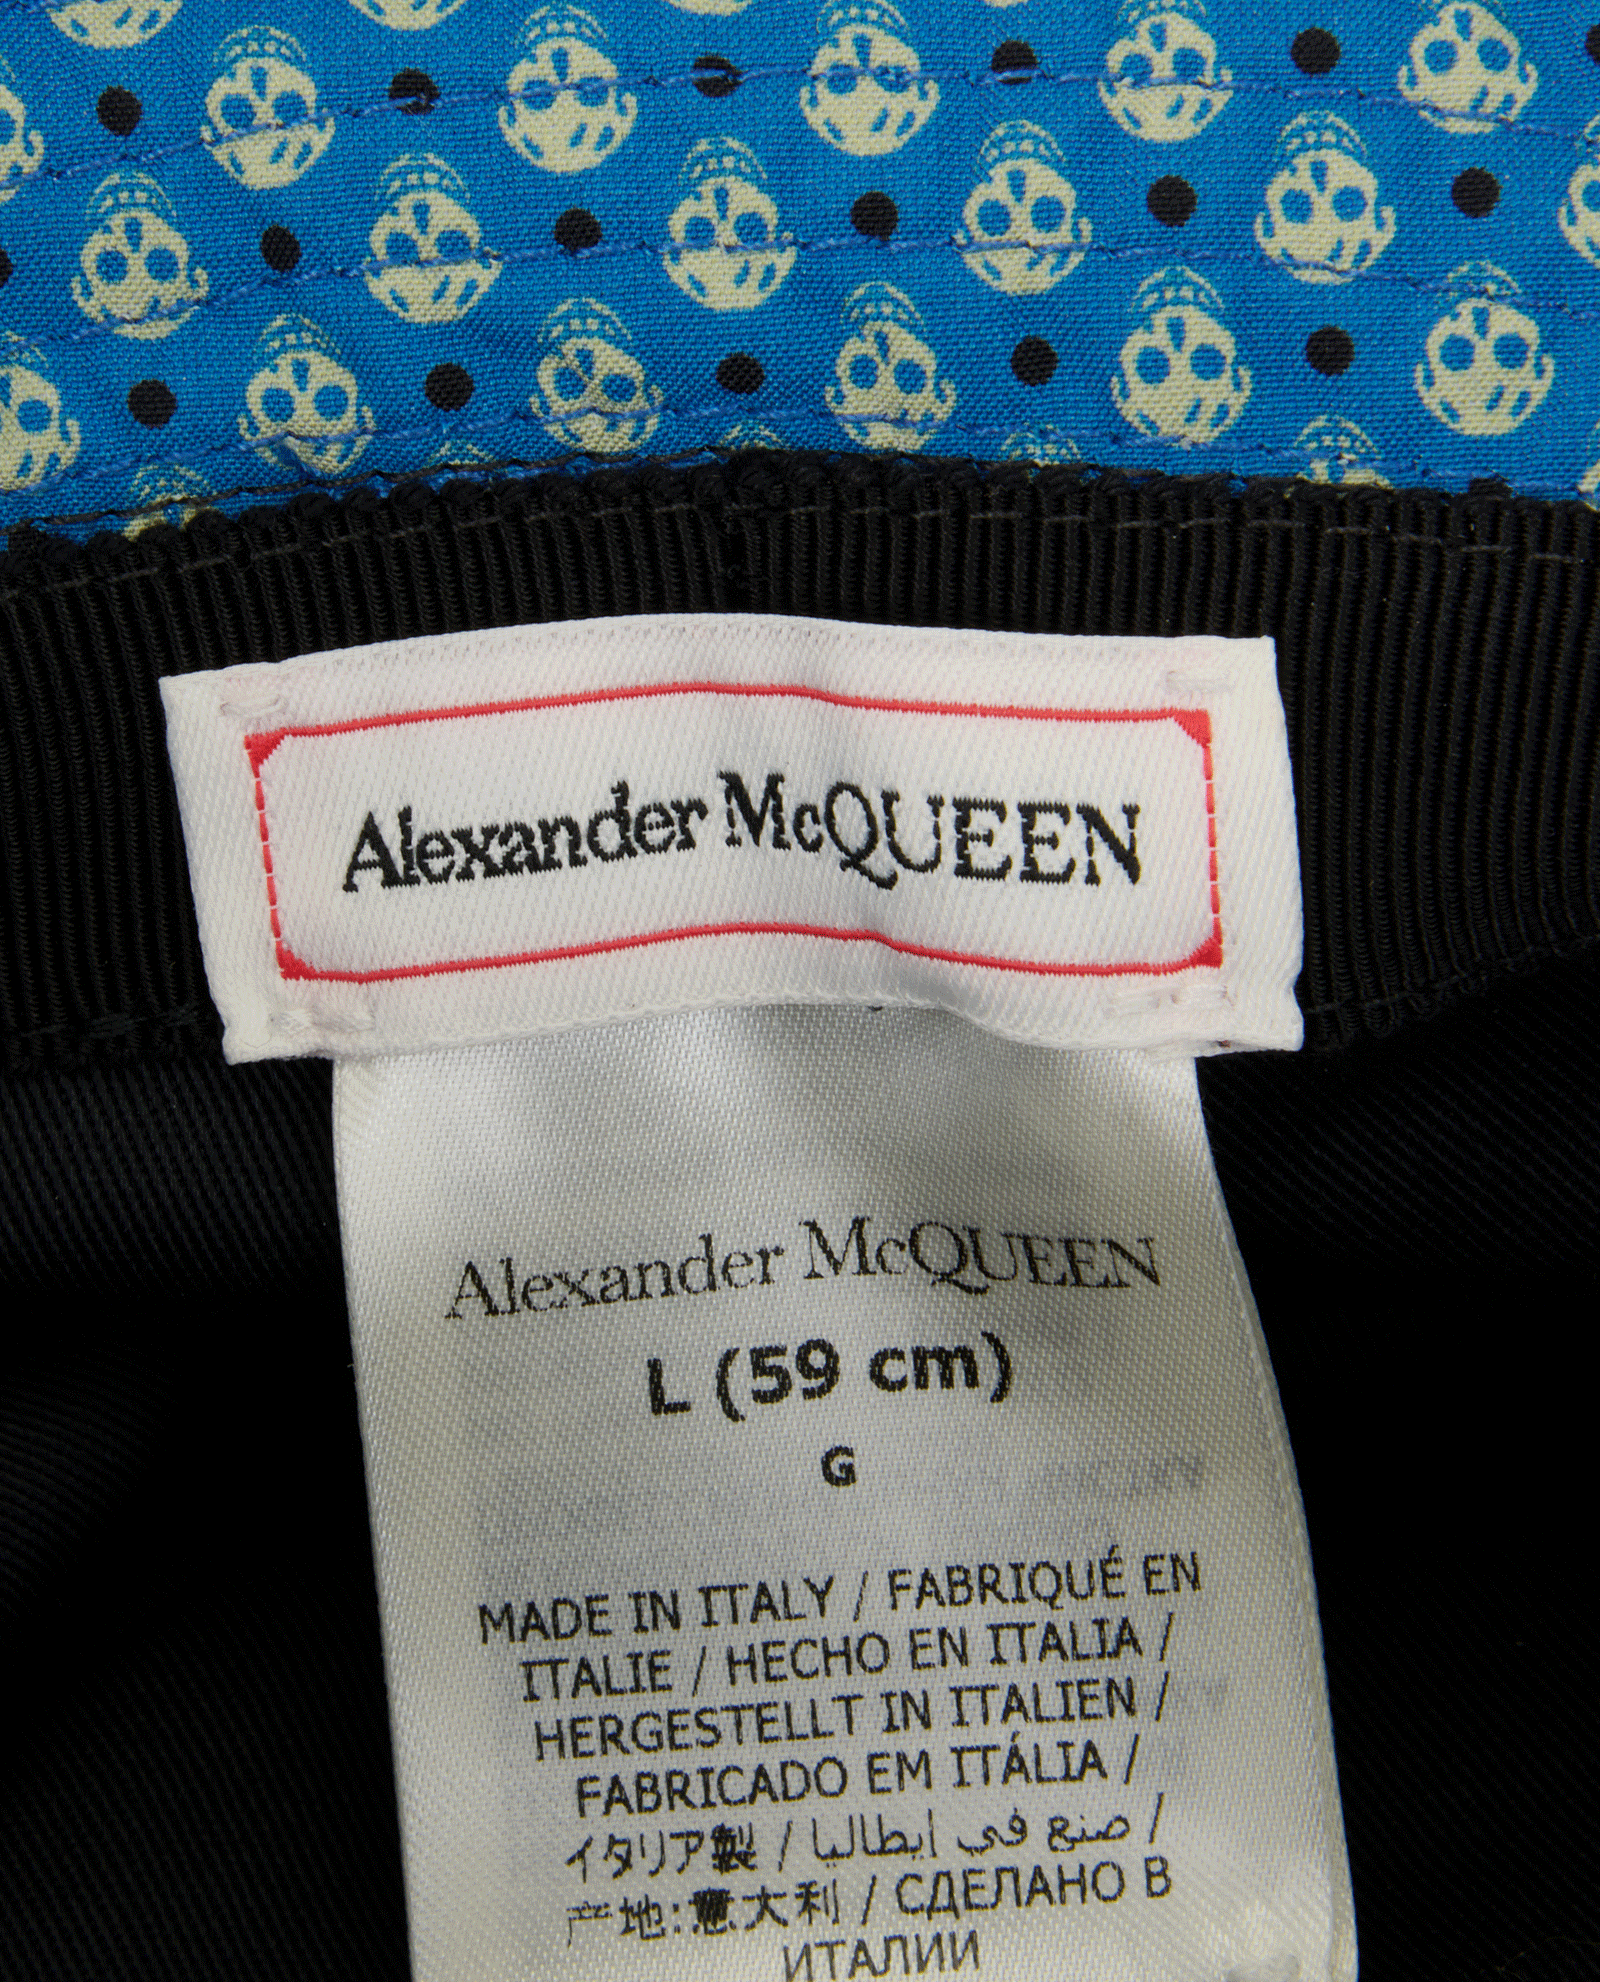 Alexander McQUEEN
Alexander McQUEEN
L (59 cm)
G
MADE IN ITALY / FABRIQUÉ EN
ITALIE / HECHO EN ITALIA /
HERGESTELLT IN ITALIEN /
FABRICADO EM ITÁLIA /
イタリア製 / صنع في ايطاليا /
产地:意大利 / СДЕЛАНО В
ИТАЛИИ